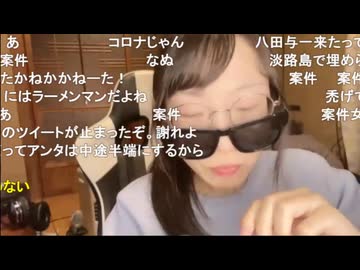 あ コロナじゃん 八田与一来たって
案件 なぬ 淡路島で埋めら
たかねかかねーた！ 案件 案件
にはラーメンマンだよね 禿げて
あ 案件 案件女
のツイートが止まったぞ。謝れよ
ってアンタは中途半端にするから
ない